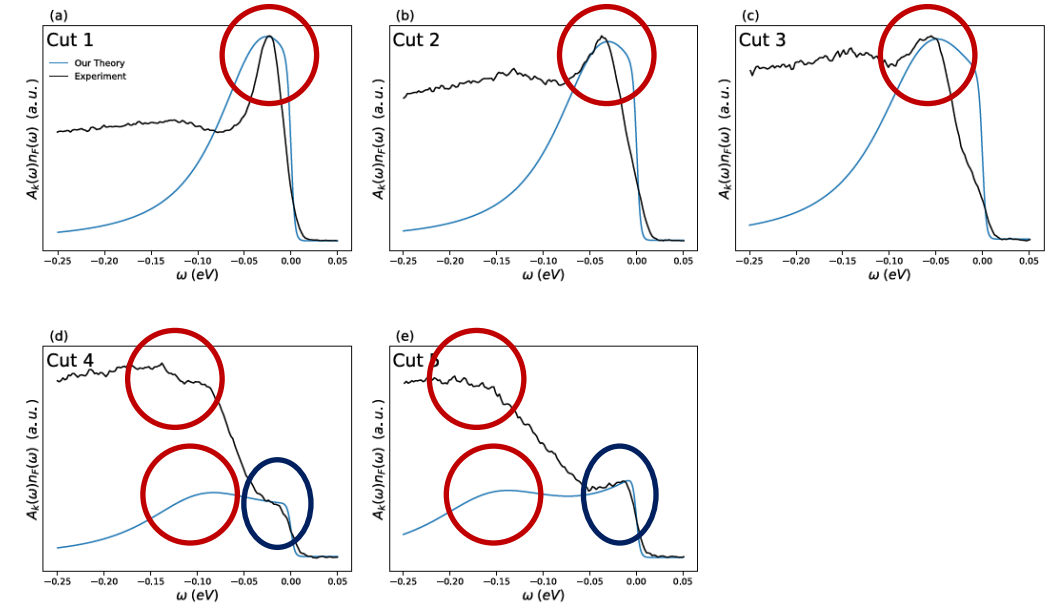 (a)
Cut 1
Our Theory
Experiment
A_k(ω)n_F(ω) (a.u.)
−0.25 −0.20 −0.15 −0.10 −0.05 0.00 0.05
ω (eV)
(b)
Cut 2
A_k(ω)n_F(ω) (a.u.)
−0.25 −0.20 −0.15 −0.10 −0.05 0.00 0.05
ω (eV)
(c)
Cut 3
A_k(ω)n_F(ω) (a.u.)
−0.25 −0.20 −0.15 −0.10 −0.05 0.00 0.05
ω (eV)
(d)
Cut 4
A_k(ω)n_F(ω) (a.u.)
−0.25 −0.20 −0.15 −0.10 −0.05 0.00 0.05
ω (eV)
(e)
Cut 5
A_k(ω)n_F(ω) (a.u.)
−0.25 −0.20 −0.15 −0.10 −0.05 0.00 0.05
ω (eV)